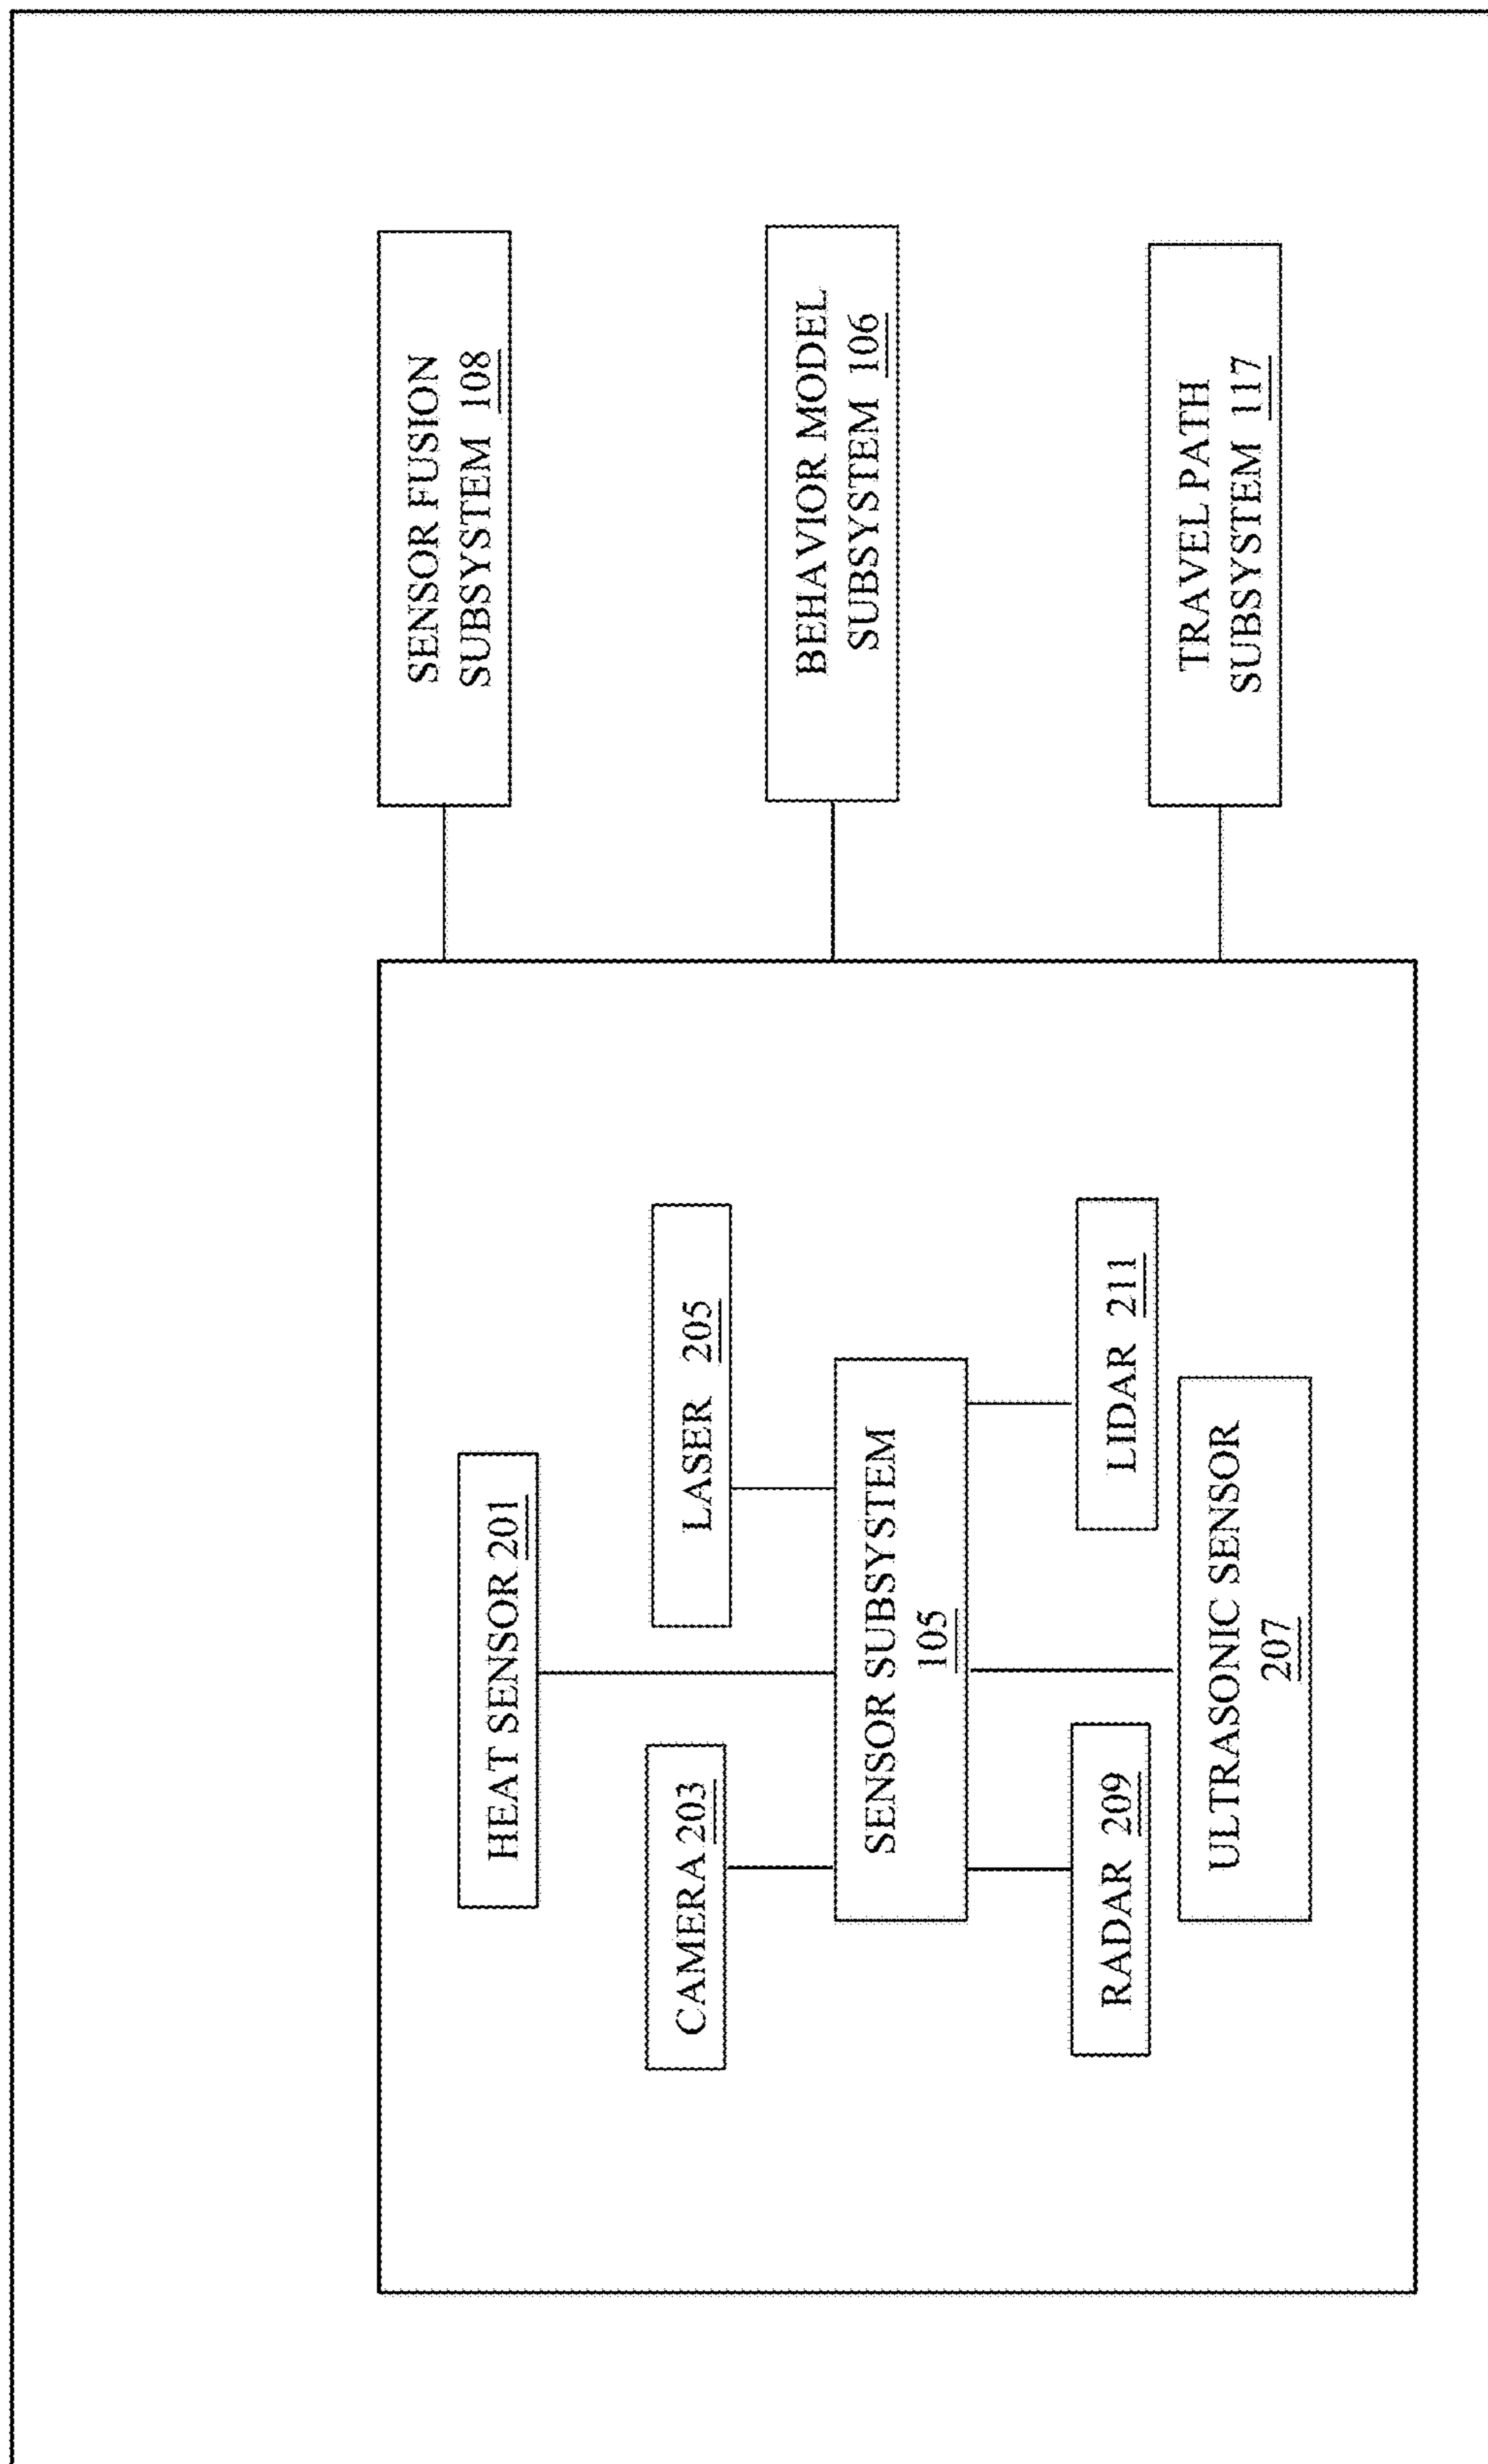 HEAT SENSOR 201
CAMERA 203
LASER 205
SENSOR SUBSYSTEM
105
RADAR 209
LIDAR 211
ULTRASONIC SENSOR
207
SENSOR FUSION
SUBSYSTEM 108
BEHAVIOR MODEL
SUBSYSTEM 106
TRAVEL PATH
SUBSYSTEM 117